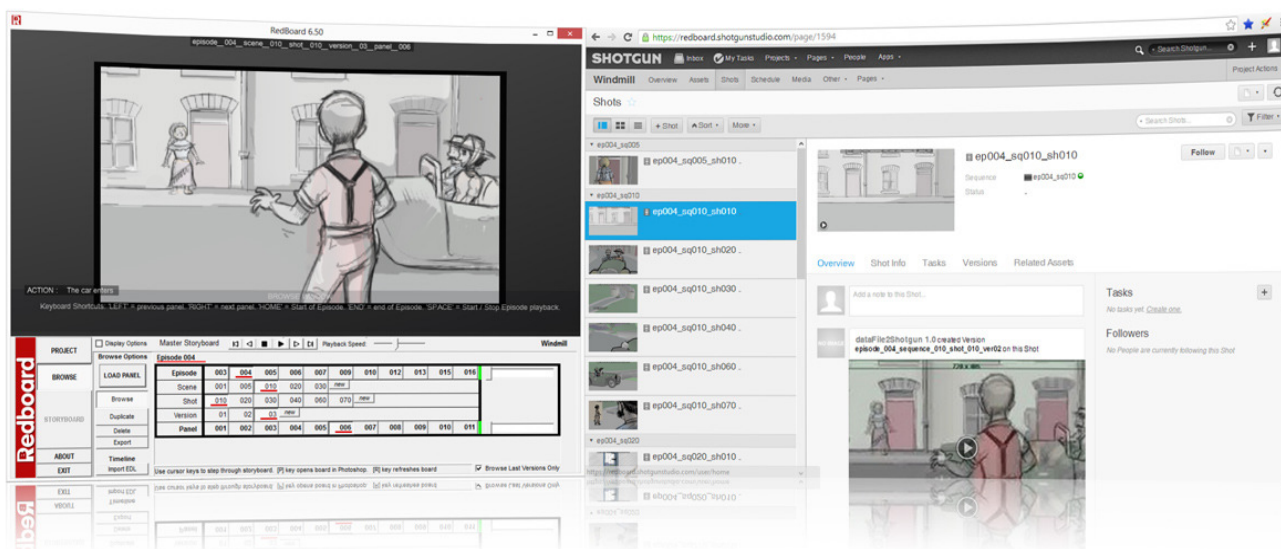 RedBoard 6.50
episode_004__scene_010__shot_010__version_03__panel_006
ACTION : The car enters
BROWSE
Keyboard Shortcuts: 'LEFT' = previous panel. 'RIGHT' = next panel. 'HOME' = Start of Episode. 'END' = end of Episode. 'SPACE' = Start / Stop Episode playback.
Redboard
PROJECT
BROWSE
STORYBOARD
ABOUT
EXIT
Display Options
Browse Options
LOAD PANEL
Browse
Duplicate
Delete
Export
Timeline
Import EDL
Master Storyboard
Playback Speed
Windmill
Episode 004
Episode 003 004 005 006 007 009 010 012 013 015 016
Scene 001 005 010 020 030 new
Shot 010 020 030 040 060 070 new
Version 01 02 03 new
Panel 001 002 003 004 005 006 007 008 009 010 011
Use cursor keys to step through storyboard. [P] key opens board in Photoshop. [R] key refreshes board
Browse Last Versions Only
https://redboard.shotgunstudio.com/page/1594
SHOTGUN Inbox My Tasks Projects Pages People Apps
Search Shotgun...
Windmill Overview Assets Shots Schedule Media Other Pages
Project Actions
Shots
+ Shot Sort More
Search Shots...
Filter
ep004_sq005
ep004_sq005_sh010 .
ep004_sq010
ep004_sq010_sh010
ep004_sq010_sh020 .
ep004_sq010_sh030 .
ep004_sq010_sh040 .
ep004_sq010_sh060 .
ep004_sq010_sh070 .
ep004_sq020
ep004_sq020_sh010 .
https://redboard.shotgunstudio.com/user/home
ep004_sq010_sh010
Follow
Sequence ep004_sq010
Status .
Overview Shot Info Tasks Versions Related Assets
Add a note to this Shot...
dataFile2Shotgun 1.0 created Version
episode_004_sequence_010_shot_010_ver02 on this Shot
Tasks
No tasks yet. Create one.
Followers
No People are currently following this Shot